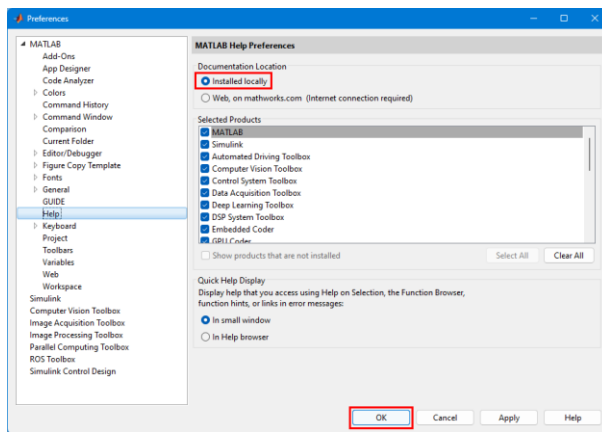 Preferences
MATLAB
Add-Ons
App Designer
Code Analyzer
Colors
Command History
Command Window
Comparison
Current Folder
Editor/Debugger
Figure Copy Template
Fonts
General
GUIDE
Help
Keyboard
Project
Toolbars
Variables
Web
Workspace
Simulink
Computer Vision Toolbox
Image Acquisition Toolbox
Image Processing Toolbox
Parallel Computing Toolbox
ROS Toolbox
Simulink Control Design
MATLAB Help Preferences
Documentation Location
Installed locally
Web, on mathworks.com (Internet connection required)
Selected Products
MATLAB
Simulink
Automated Driving Toolbox
Computer Vision Toolbox
Control System Toolbox
Data Acquisition Toolbox
Deep Learning Toolbox
DSP System Toolbox
Embedded Coder
GPU Coder
Show products that are not installed
Select All
Clear All
Quick Help Display
Display help that you access using Help on Selection, the Function Browser,
function hints, or links in error messages:
In small window
In Help browser
OK
Cancel
Apply
Help